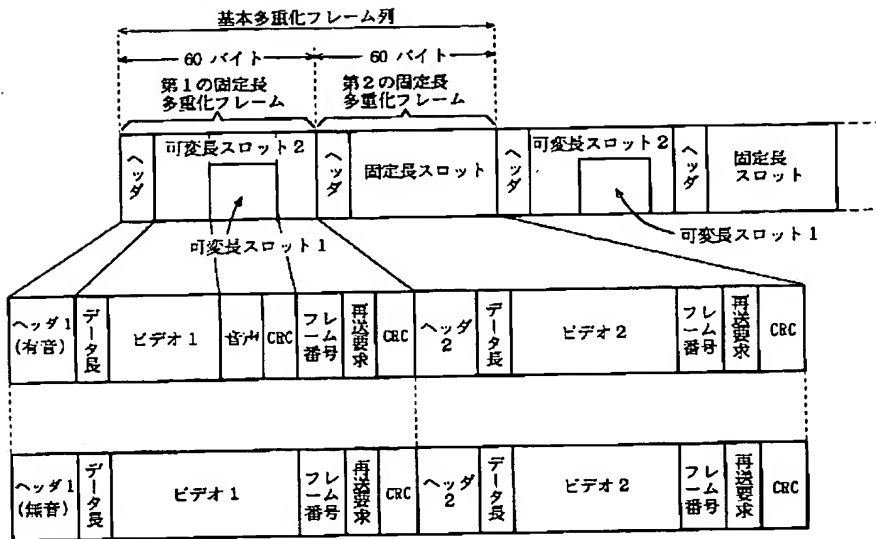 基本多重化フレーム列
60 バイト
60 バイト
第1の固定長
多重化フレーム
第2の固定長
多重化フレーム
ヘッダ
可変長スロット2
ヘッダ
固定長スロット
ヘッダ
可変長スロット2
ヘッダ
固定長
スロット
可変長スロット1
可変長スロット1
ヘッダ1
(有音)
データ長
ビデオ1
音声
CRC
フレーム番号
再送要求
CRC
ヘッダ
2
データ長
ビデオ2
フレーム番号
再送要求
CRC
ヘッダ1
(無音)
データ長
ビデオ1
フレーム番号
再送要求
CRC
ヘッダ
2
データ長
ビデオ2
フレーム番号
再送要求
CRC